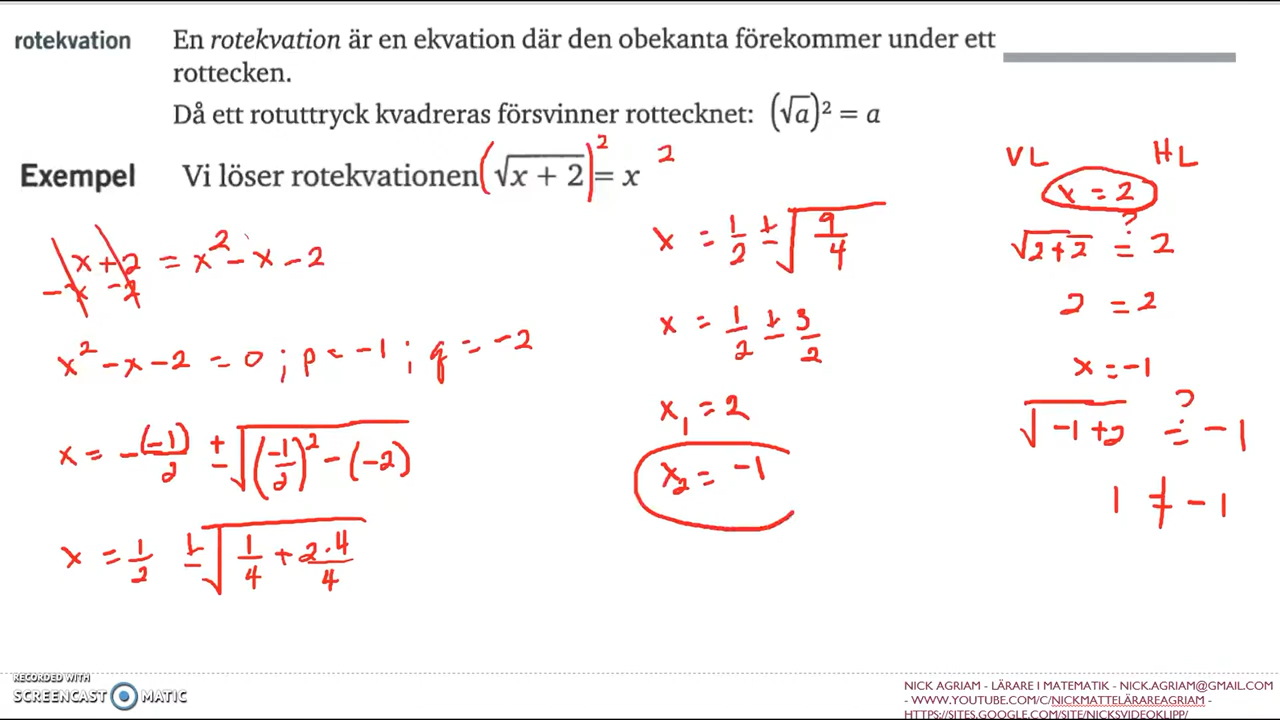 rotekvation En rotekvation är en ekvation där den obekanta förekommer under ett
rottecken.
Då ett rotuttryck kvadreras försvinner rottecknet: (√a)² = a
Exempel Vi löser rotekvationen (√(x + 2))² = x ²
x + 2 = x² - x - 2
- x - 2
x² - x - 2 = 0 ; p = -1 ; q = -2
x = -(-1)/2 ± √((-1/2)² - (-2))
x = 1/2 ± √(1/4 + 2·4/4)
x = 1/2 ± √(9/4)
x = 1/2 ± 3/2
x₁ = 2
x₂ = -1
VL HL
x = 2
√(2+2) ?= 2
2 = 2
x = -1
√(-1+2) ?= -1
1 ≠ -1
RECORDED WITH
SCREENCAST MATIC
NICK AGRIAM - LÄRARE I MATEMATIK - NICK.AGRIAM@GMAIL.COM
- WWW.YOUTUBE.COM/C/NICKMATTELÄRAREAGRIAM -
HTTPS://SITES.GOOGLE.COM/SITE/NICKSVIDEOKLIPP/